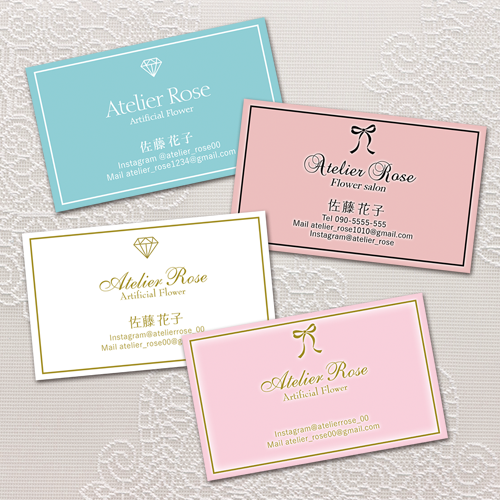 Atelier Rose
Artificial Flower
佐藤 花子
Instagram @atelier_rose00
Mail atelier_rose1234@gmail.com
Atelier Rose
Flower salon
佐藤 花子
Tel 090-5555-555
Mail atelier_rose1010@gmail.com
Instagram@atelier_rose00
Atelier Rose
Artificial Flower
佐藤 花子
Instagram@atelierrose_00
Mail atelier_rose00@gmail.com
Atelier Rose
Artificial Flower
Instagram@atelierrose_00
Mail atelier_rose00@gmail.com